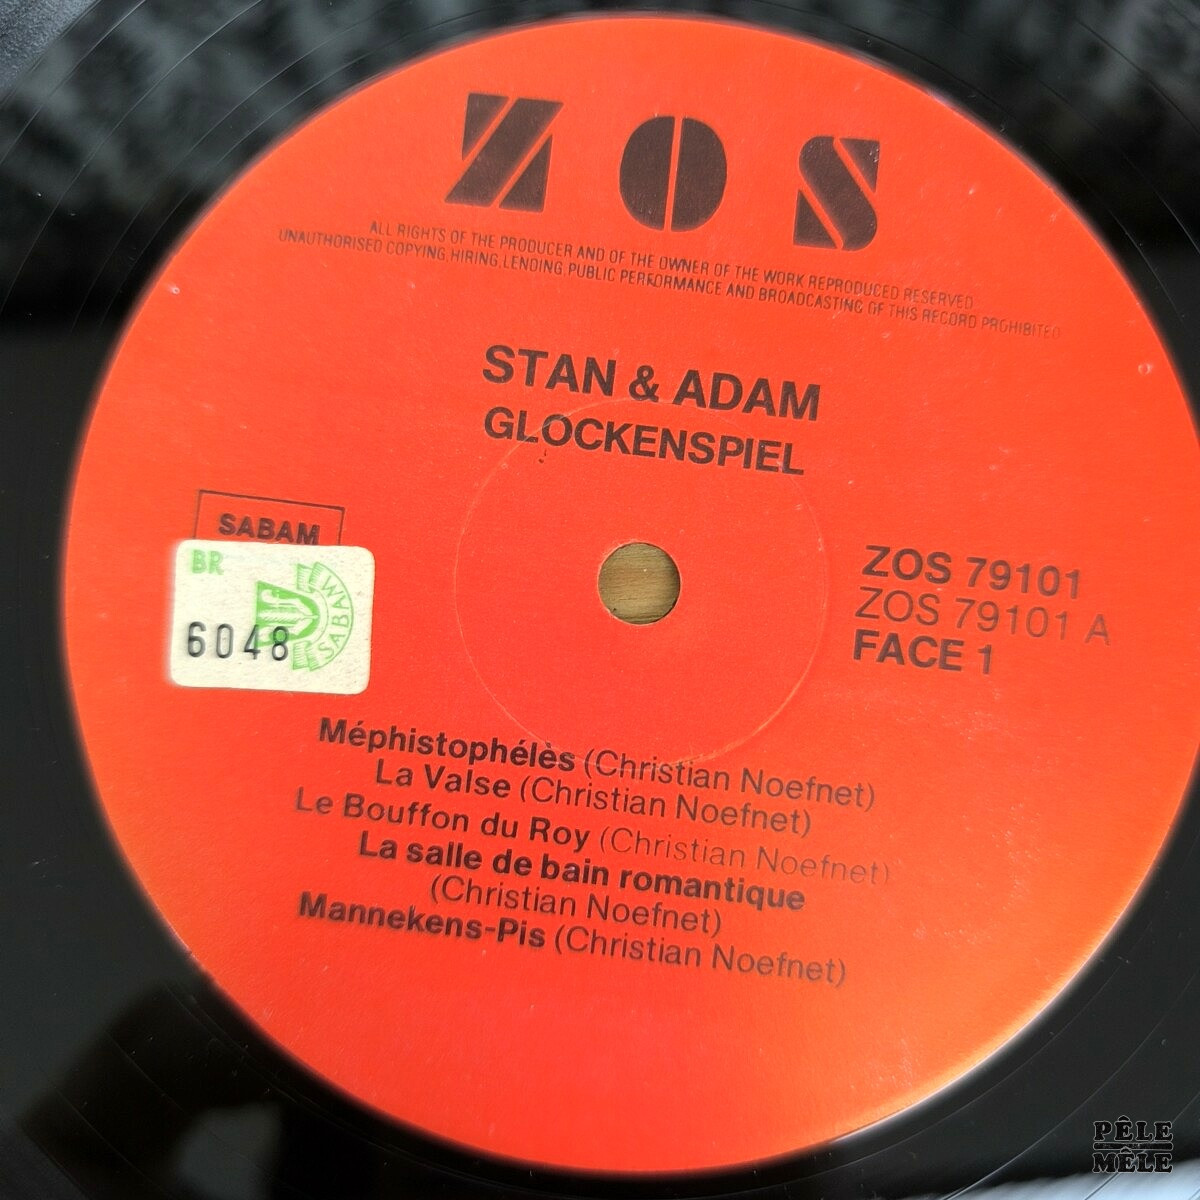 ZOS
ALL RIGHTS OF THE PRODUCER AND OF THE OWNER OF THE WORK REPRODUCED RESERVED
UNAUTHORISED COPYING, HIRING, LENDING, PUBLIC PERFORMANCE AND BROADCASTING OF THIS RECORD PROHIBITED
STAN & ADAM
GLOCKENSPIEL
SABAM
BR
SABAM
6048
ZOS 79101
ZOS 79101 A
FACE 1
Méphistophélès (Christian Noefnet)
La Valse (Christian Noefnet)
Le Bouffon du Roy (Christian Noefnet)
La salle de bain romantique
(Christian Noefnet)
Mannekens-Pis (Christian Noefnet)
PÊLE
MÊLE